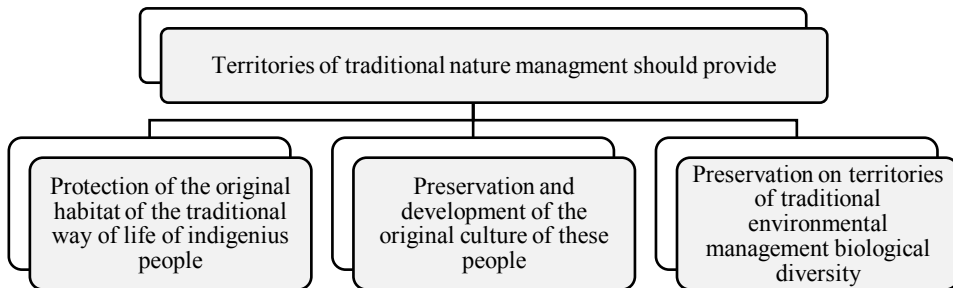 Territories of traditional nature managment should provide
Protection of the original
habitat of the traditional
way of life of indigenius
people
Preservation and
development of the
original culture of these
people
Preservation on territories
of traditional
environmental
management biological
diversity